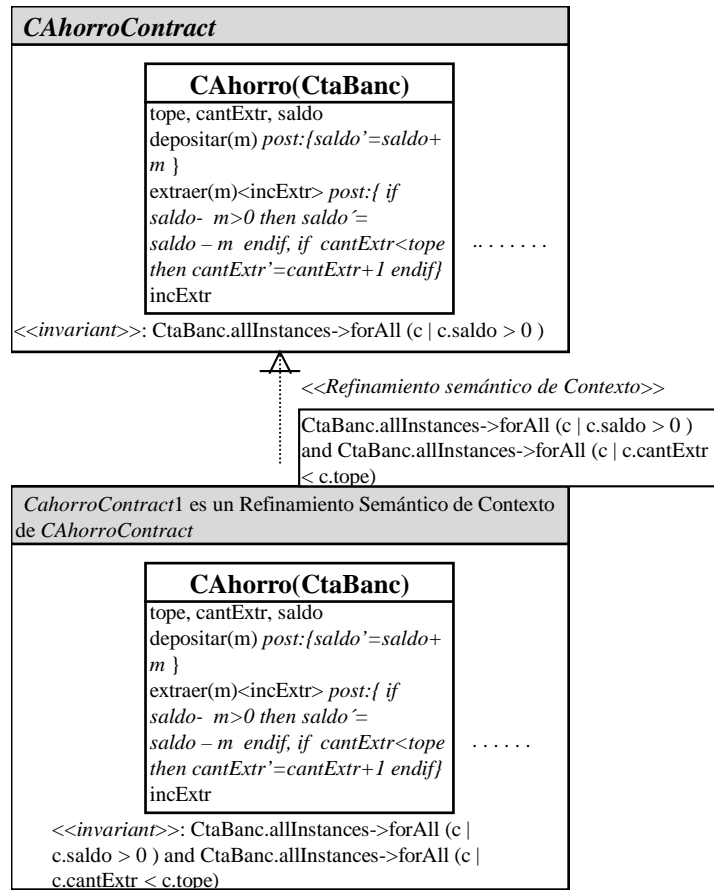 CAhorroContract
CAhorro(CtaBanc)
tope, cantExtr, saldo
depositar(m) post:{saldo’=saldo+
m }
extraer(m)<incExtr> post:{ if
saldo- m>0 then saldo´=
saldo – m endif, if cantExtr<tope
then cantExtr’=cantExtr+1 endif}
incExtr
.. . . . . . .
<<invariant>>: CtaBanc.allInstances->forAll (c | c.saldo > 0 )
<<Refinamiento semántico de Contexto>>
CtaBanc.allInstances->forAll (c | c.saldo > 0 )
and CtaBanc.allInstances->forAll (c | c.cantExtr
< c.tope)
CahorroContract1 es un Refinamiento Semántico de Contexto
de CAhorroContract
CAhorro(CtaBanc)
tope, cantExtr, saldo
depositar(m) post:{saldo’=saldo+
m }
extraer(m)<incExtr> post:{ if
saldo- m>0 then saldo´=
saldo – m endif, if cantExtr<tope
then cantExtr’=cantExtr+1 endif}
incExtr
. . . . . .
<<invariant>>: CtaBanc.allInstances->forAll (c |
c.saldo > 0 ) and CtaBanc.allInstances->forAll (c |
c.cantExtr < c.tope)